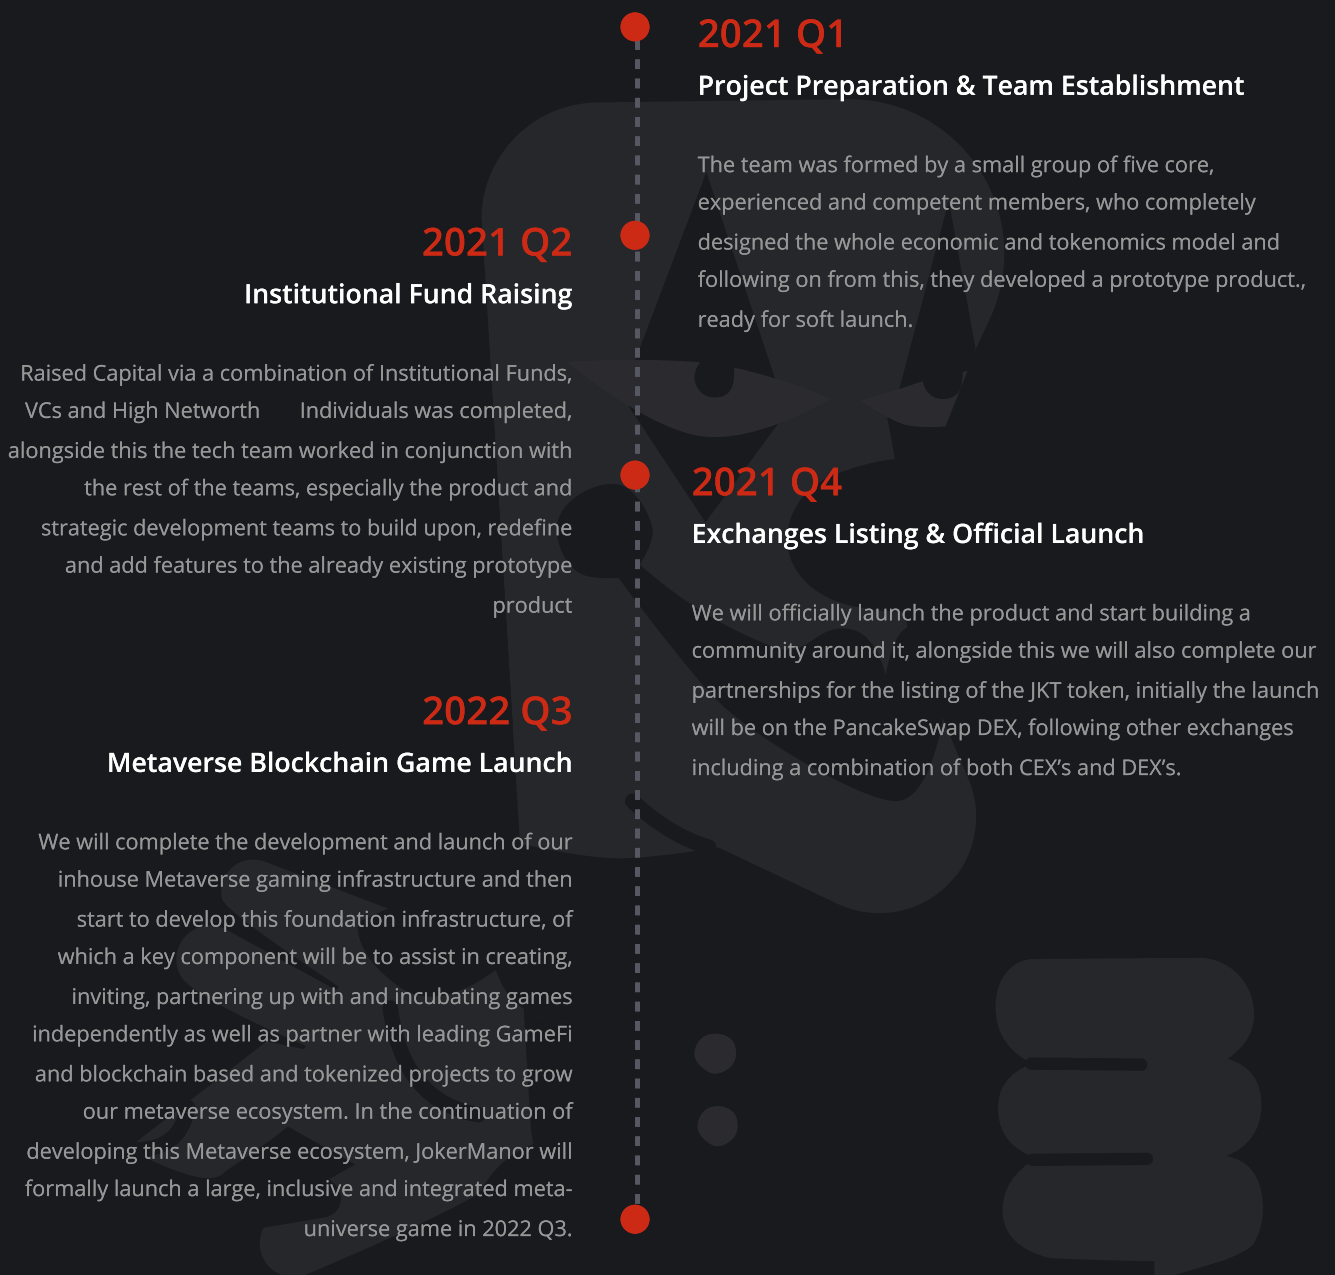 2021 Q1
Project Preparation & Team Establishment
The team was formed by a small group of five core,
experienced and competent members, who completely
designed the whole economic and tokenomics model and
following on from this, they developed a prototype product.,
ready for soft launch.
2021 Q2
Institutional Fund Raising
Raised Capital via a combination of Institutional Funds,
VCs and High Networth Individuals was completed,
alongside this the tech team worked in conjunction with
the rest of the teams, especially the product and
strategic development teams to build upon, redefine
and add features to the already existing prototype
product
2021 Q4
Exchanges Listing & Official Launch
We will officially launch the product and start building a
community around it, alongside this we will also complete our
partnerships for the listing of the JKT token, initially the launch
will be on the PancakeSwap DEX, following other exchanges
including a combination of both CEX’s and DEX’s.
2022 Q3
Metaverse Blockchain Game Launch
We will complete the development and launch of our
inhouse Metaverse gaming infrastructure and then
start to develop this foundation infrastructure, of
which a key component will be to assist in creating,
inviting, partnering up with and incubating games
independently as well as partner with leading GameFi
and blockchain based and tokenized projects to grow
our metaverse ecosystem. In the continuation of
developing this Metaverse ecosystem, JokerManor will
formally launch a large, inclusive and integrated meta-
universe game in 2022 Q3.